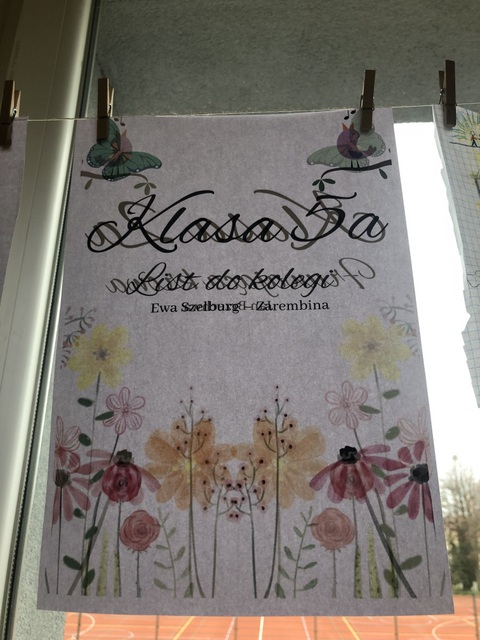 Klasa 5a
List do kolegi
Ewa Szelburg – Zarembina